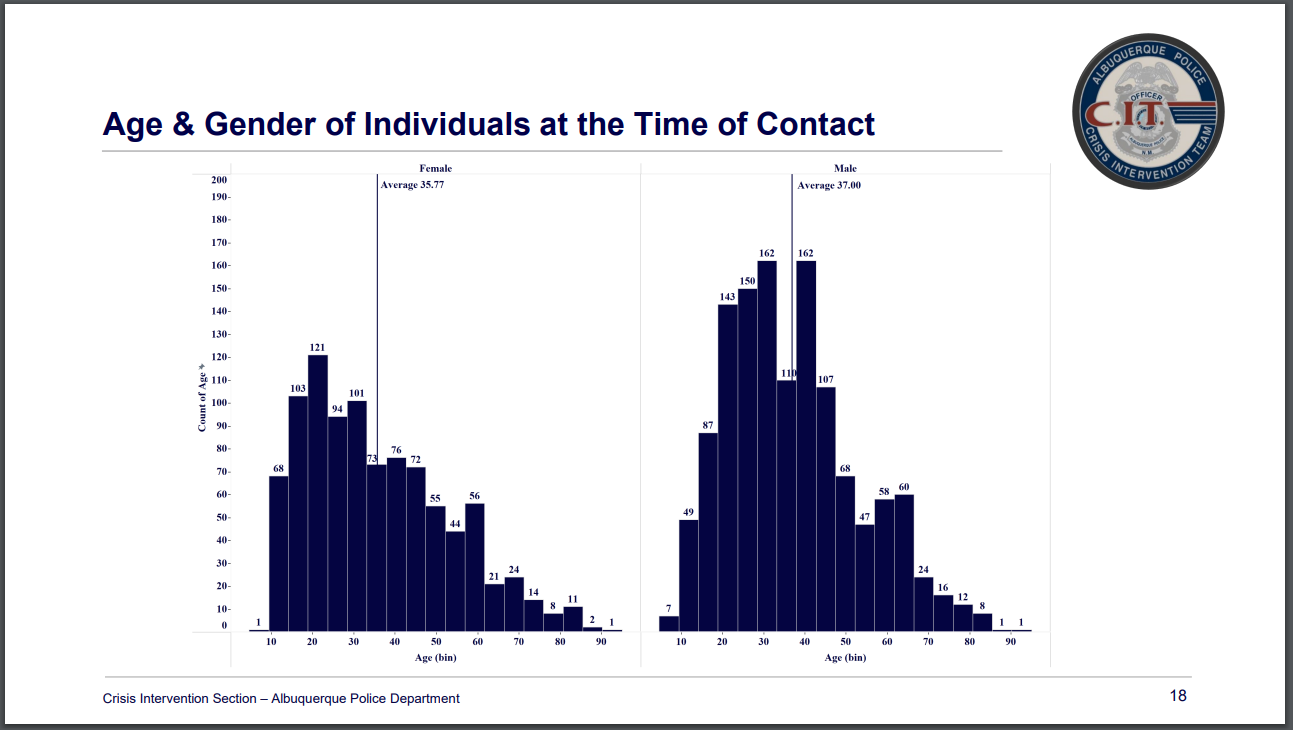 ALBUQUERQUE POLICE
OFFICER
C.I.T.
ALBUQUERQUE POLICE
N M
CRISIS INTERVENTION TEAM
Age & Gender of Individuals at the Time of Contact
Female
Male
Average 35.77
Average 37.00
Count of Age
200
190
180
170
160
150
140
130
120
110
100
90
80
70
60
50
40
30
20
10
0
1 68 103 121 94 101 73 76 72 55 44 56 21 24 14 8 11 2 1
7 49 87 143 150 162 110 162 107 68 47 58 60 24 16 12 8 1 1
10 20 30 40 50 60 70 80 90
10 20 30 40 50 60 70 80 90
Age (bin)
Age (bin)
Crisis Intervention Section – Albuquerque Police Department
18